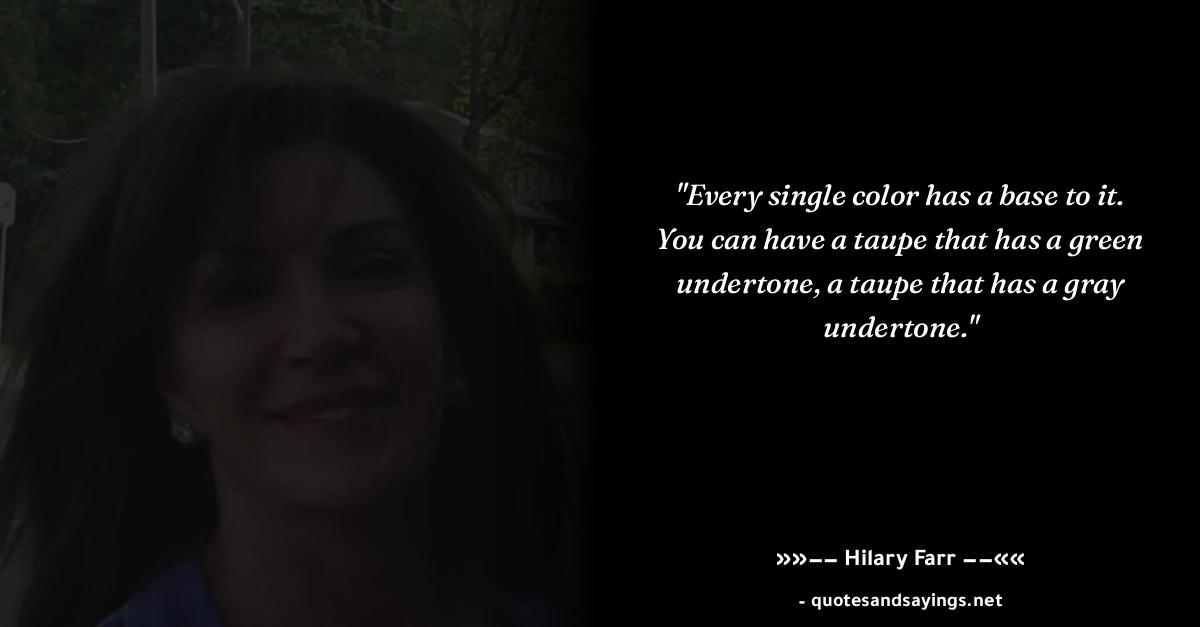 "Every single color has a base to it.
You can have a taupe that has a green
undertone, a taupe that has a gray
undertone."
»»−− Hilary Farr −−««
- quotesandsayings.net